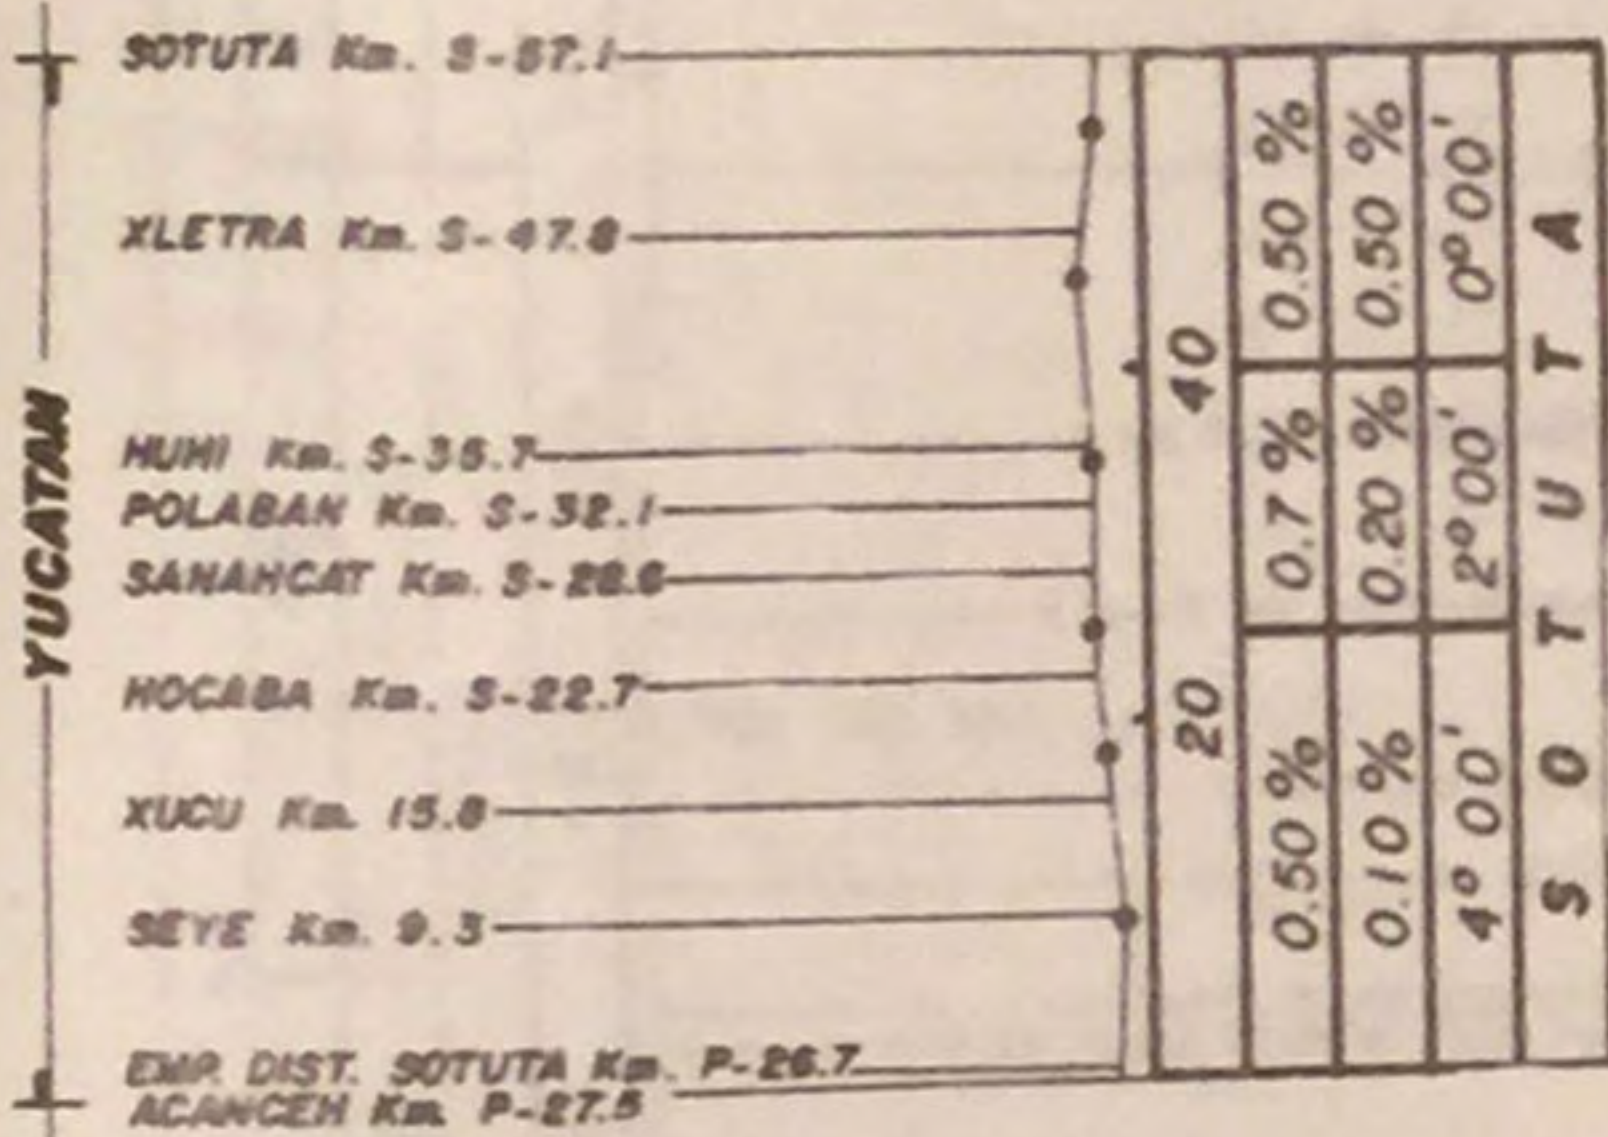 SOTUTA Km. S-57.1
XLETRA Km. S-47.8
HUHI Km. S-35.7
POLABAN Km. S-32.1
SANAHCAT Km. S-28.6
HOCABA Km. S-22.7
XUCU Km. 15.8
SEYE Km. 9.3
EMP. DIST. SOTUTA Km. P-26.7
ACANCEH Km. P-27.5
YUCATAN
20 40
0.50 % 0.7 % 0.50 %
0.10 % 0.20 % 0.50 %
4° 00' 2° 00' 0° 00'
SOTUTA